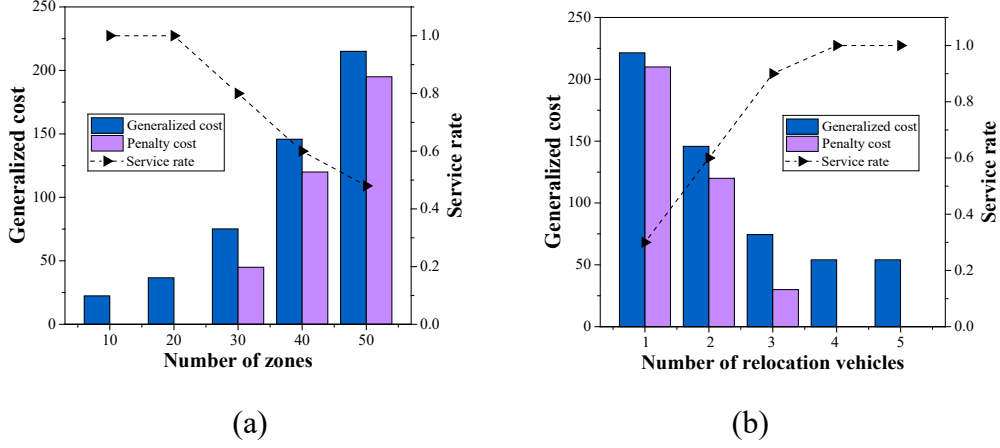 250
200
150
100
50
0
Generalized cost
1.0
0.8
0.6
0.4
0.2
0.0
Service rate
Generalized cost
Penalty cost
Service rate
10 20 30 40 50
Number of zones
(a)
250
200
150
100
50
0
Generalized cost
1.0
0.8
0.6
0.4
0.2
0.0
Service rate
Generalized cost
Penalty cost
Service rate
1 2 3 4 5
Number of relocation vehicles
(b)